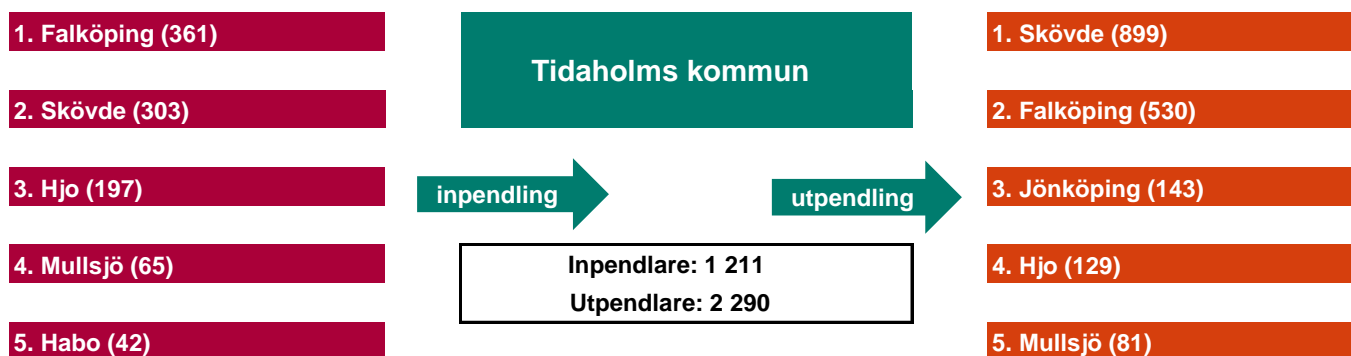 1. Falköping (361)
2. Skövde (303)
3. Hjo (197)
4. Mullsjö (65)
5. Habo (42)
Tidaholms kommun
inpendling
utpendling
Inpendlare: 1 211
Utpendlare: 2 290
1. Skövde (899)
2. Falköping (530)
3. Jönköping (143)
4. Hjo (129)
5. Mullsjö (81)